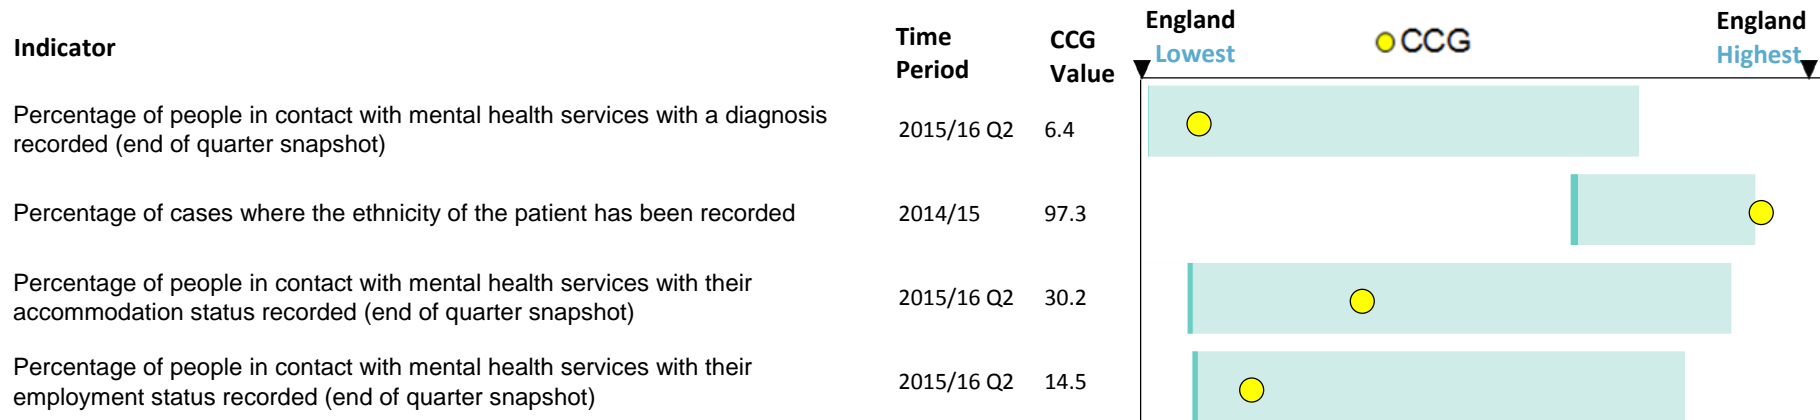 Indicator
Time
Period
CCG
Value
England
Lowest
CCG
England
Highest
Percentage of people in contact with mental health services with a diagnosis
recorded (end of quarter snapshot)
2015/16 Q2
6.4
Percentage of cases where the ethnicity of the patient has been recorded
2014/15
97.3
Percentage of people in contact with mental health services with their
accommodation status recorded (end of quarter snapshot)
2015/16 Q2
30.2
Percentage of people in contact with mental health services with their
employment status recorded (end of quarter snapshot)
2015/16 Q2
14.5